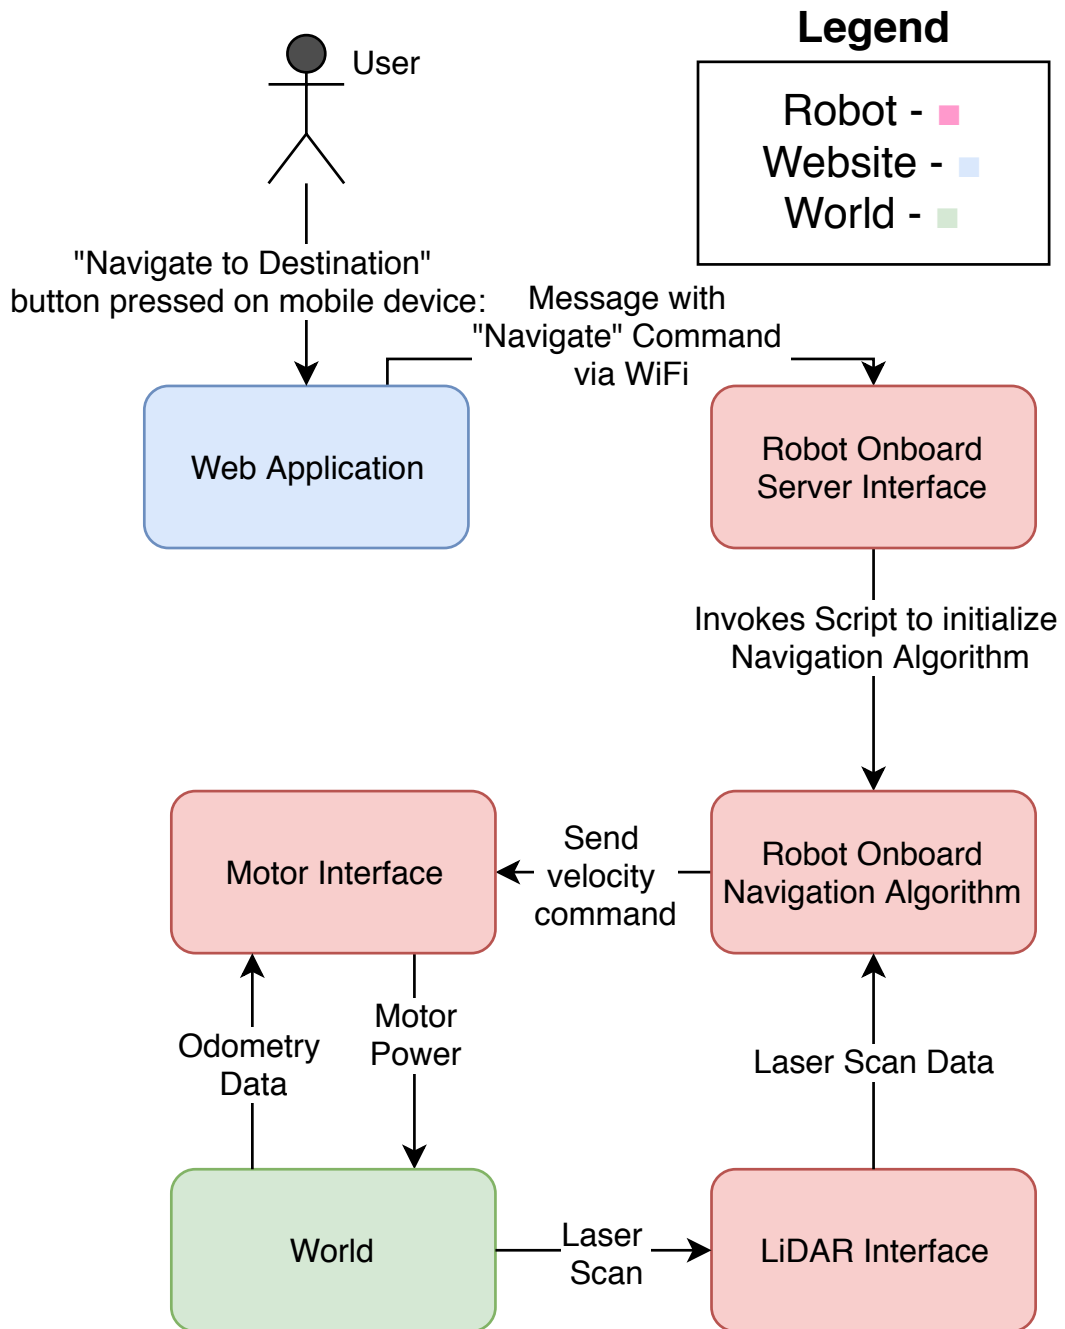 Legend
User
Robot -
Website -
World -
"Navigate to Destination"
button pressed on mobile device:
Message with
"Navigate" Command
via WiFi
Web Application
Robot Onboard
Server Interface
Invokes Script to initialize
Navigation Algorithm
Motor Interface
Send
velocity
command
Robot Onboard
Navigation Algorithm
Odometry
Data
Motor
Power
Laser Scan Data
World
Laser
Scan
LiDAR Interface